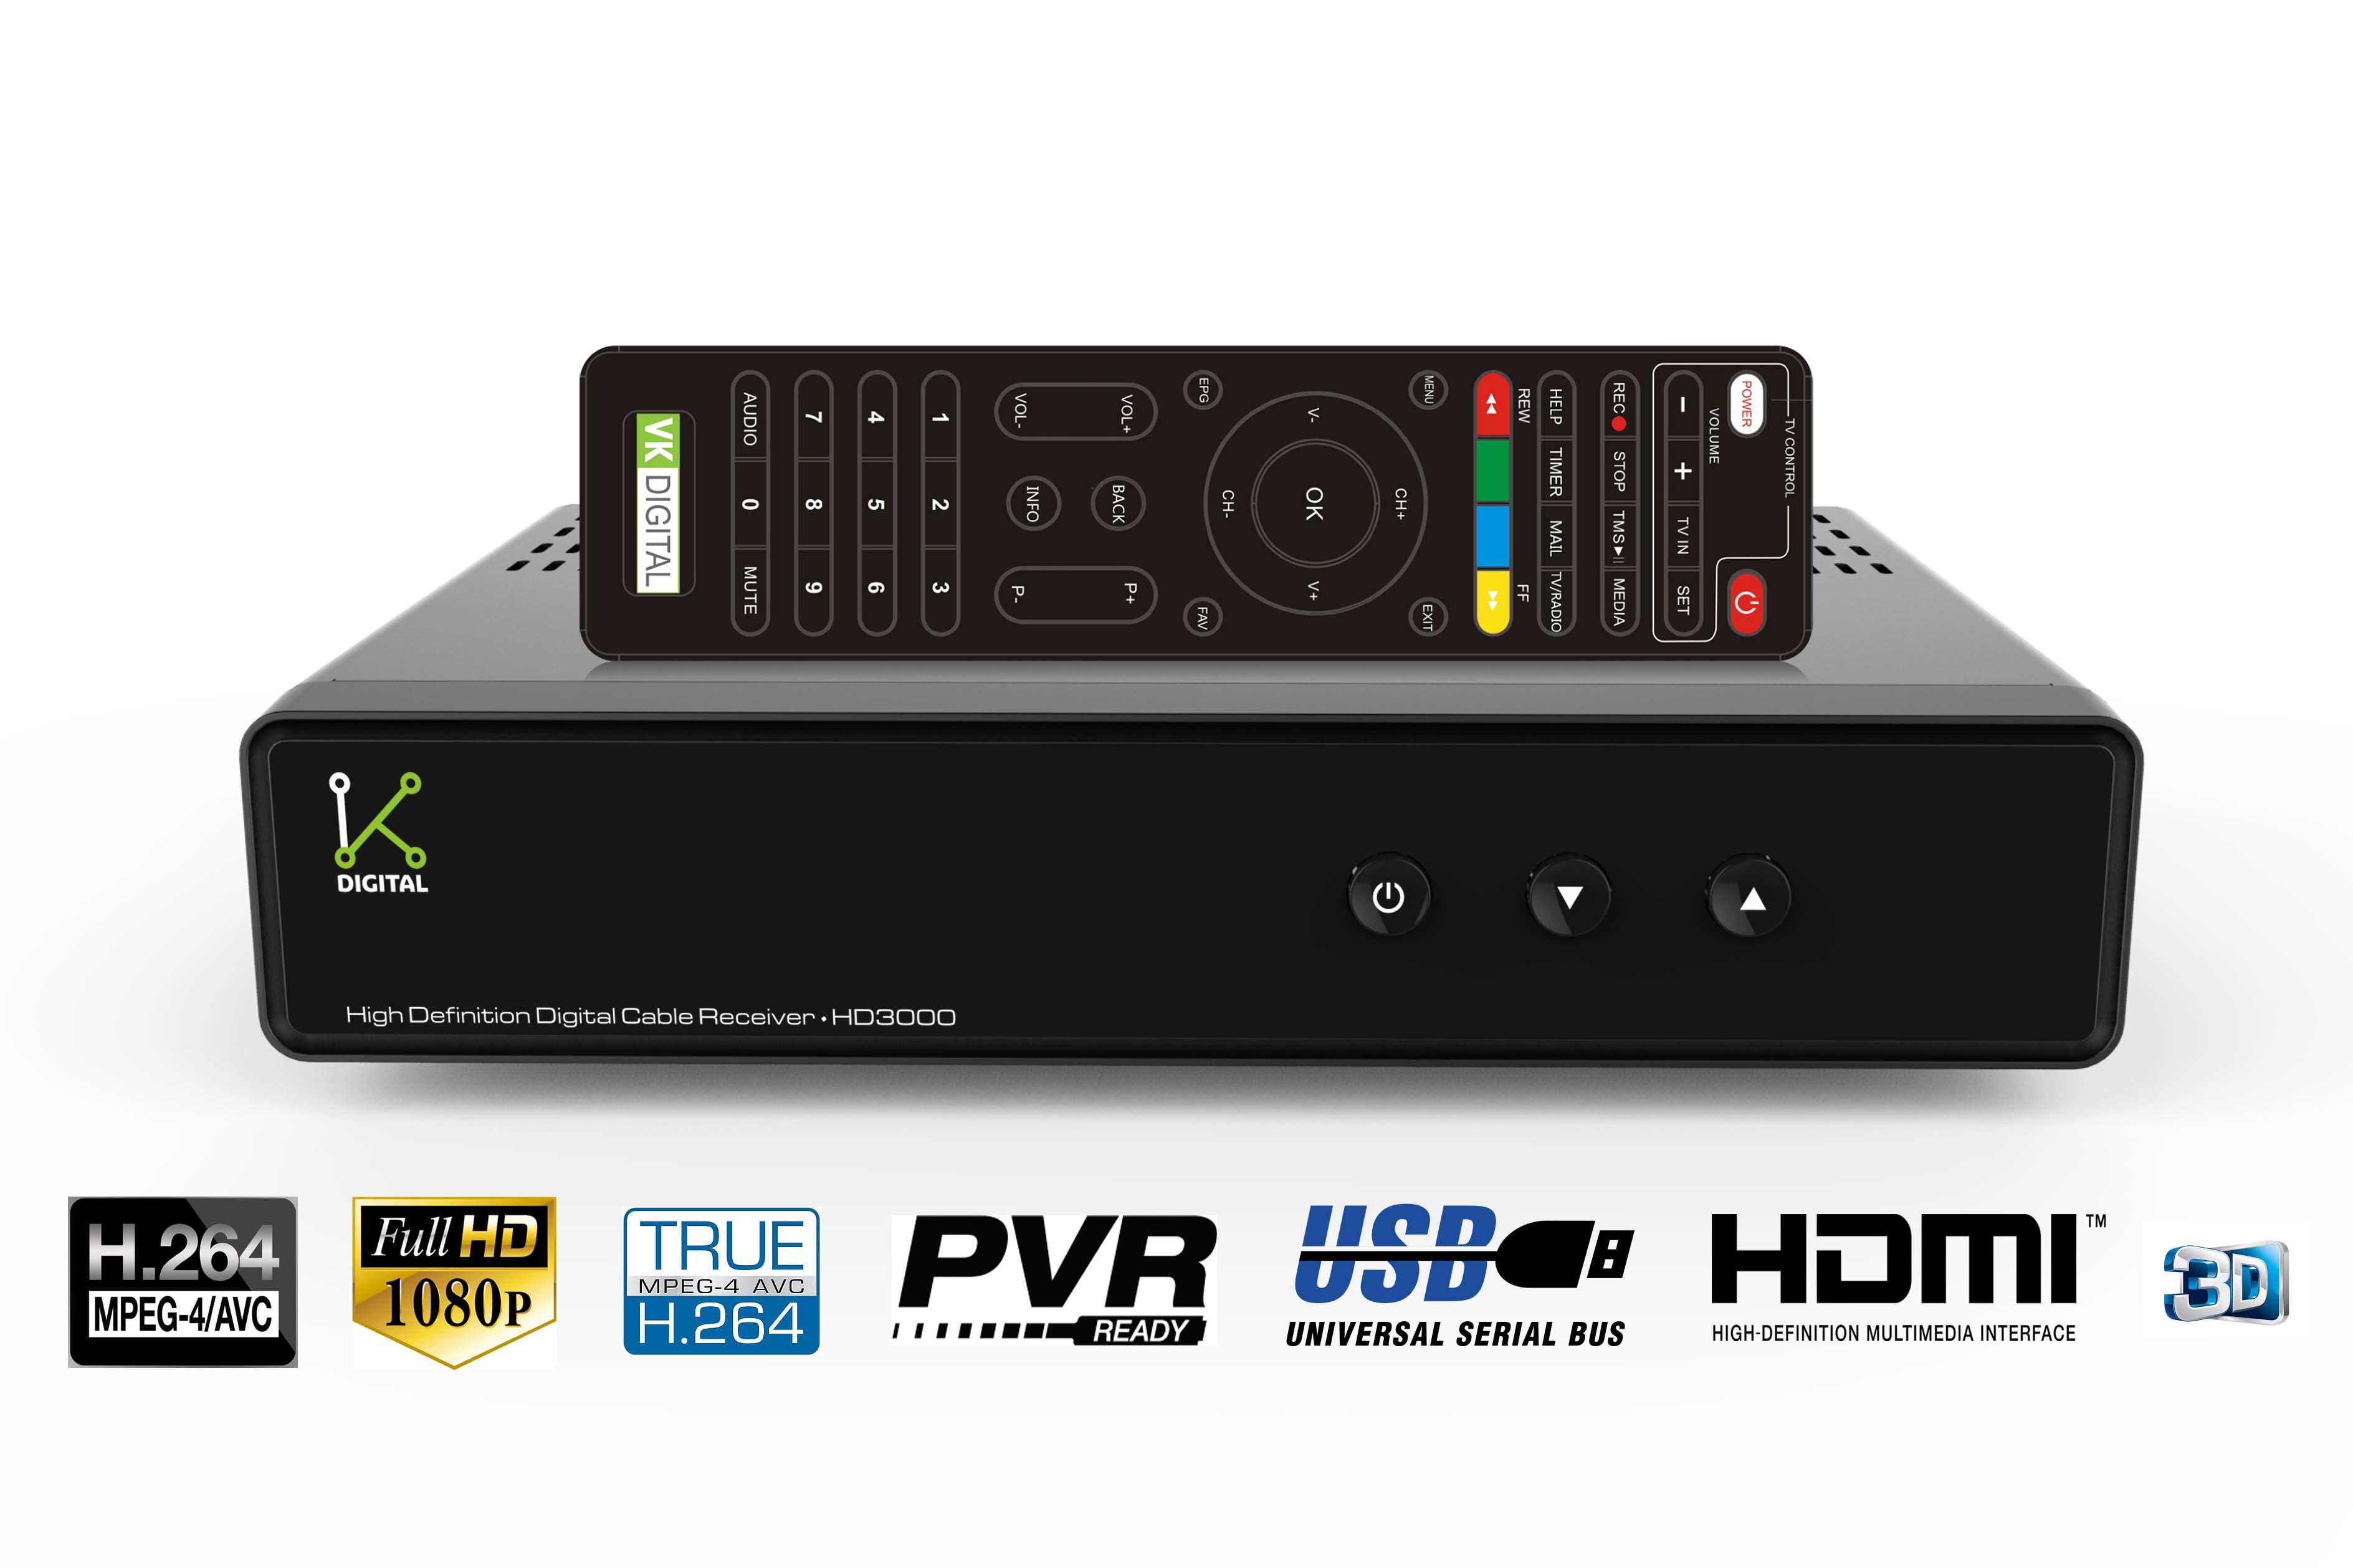 POWER
TV CONTROL
VOLUME
TV IN
SET
REC
STOP
TMS
MEDIA
HELP
TIMER
MAIL
TV/RADIO
REW
FF
MENU
EXIT
CH+
V-
OK
V+
CH-
EPG
FAV
VOL+
VOL-
BACK
INFO
P+
P-
1 2 3
4 5 6
7 8 9
AUDIO 0 MUTE
VK DIGITAL
VK
DIGITAL
High Definition Digital Cable Receiver • HD3000
H.264
MPEG-4/AVC
Full HD
1080P
TRUE
MPEG-4 AVC
H.264
PVR
READY
USB
UNIVERSAL SERIAL BUS
HDMI™
HIGH-DEFINITION MULTIMEDIA INTERFACE
3D